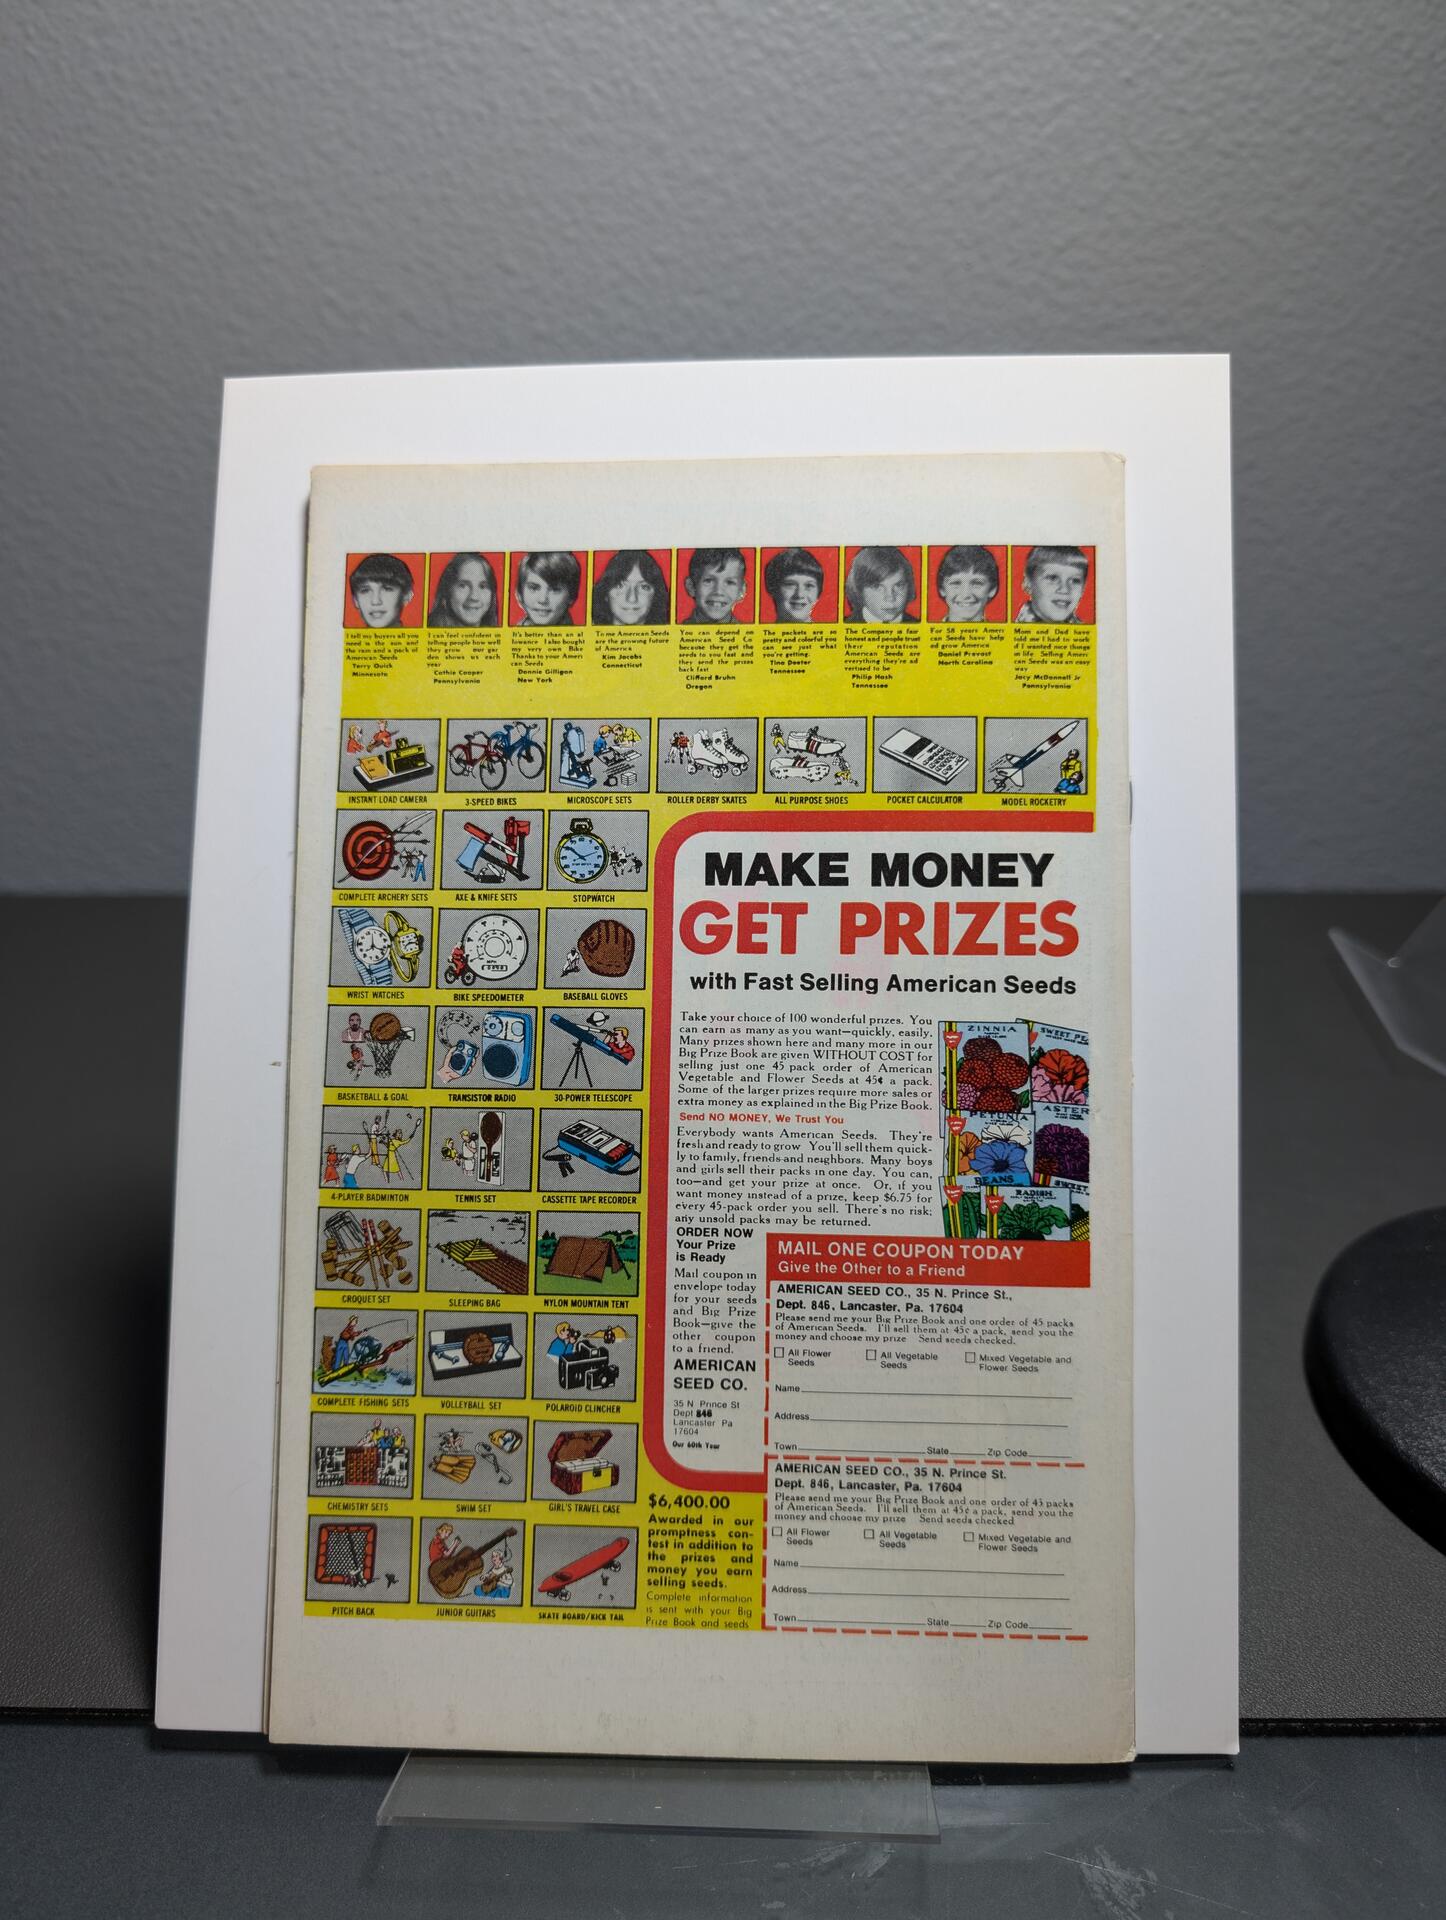 I tell my buyers all you
need is the sun and
the rain and a pack of
American Seeds
Terry Quick
Minnesota
I can feel confident in
telling people how well
they grow our gar
den shows us each
year
Cathie Cooper
Pennsylvania
It's better than an al
lowance I also bought
my very own Bike
Thanks to your Ameri
can Seeds
Donnie Gilligan
New York
To me American Seeds
are the growing future
of America
Kim Jacobs
Connecticut
You can depend on
American Seed Co
because they get the
seeds to you fast and
they send the prizes
back fast
Clifford Bruhn
Oregon
The packets are so
pretty and colorful you
can see just what
you're getting.
Tina Deeter
Tennessee
The Company is fair
honest and people trust
their reputation
American Seeds are
everything they're ad
vertised to be
Philip Hash
Tennessee
For 58 years Ameri
can Seeds have help
ed grow America
Daniel Prevost
North Carolina
Mom and Dad have
told me I had to work
if I wanted nice things
in life Selling Ameri
can Seeds was an easy
way
Jacy McDonnell Jr
Pennsylvania
INSTANT LOAD CAMERA
3-SPEED BIKES
MICROSCOPE SETS
ROLLER DERBY SKATES
ALL PURPOSE SHOES
POCKET CALCULATOR
MODEL ROCKETRY
COMPLETE ARCHERY SETS
AXE & KNIFE SETS
STOPWATCH
WRIST WATCHES
MPH
BIKE SPEEDOMETER
BASEBALL GLOVES
BASKETBALL & GOAL
TRANSISTOR RADIO
30-POWER TELESCOPE
4-PLAYER BADMINTON
TENNIS SET
CASSETTE TAPE RECORDER
CROQUET SET
SLEEPING BAG
NYLON MOUNTAIN TENT
COMPLETE FISHING SETS
VOLLEYBALL SET
POLAROID CLINCHER
CHEMISTRY SETS
SWIM SET
GIRL'S TRAVEL CASE
PITCH BACK
JUNIOR GUITARS
SKATE BOARD/KICK TAIL
MAKE MONEY
GET PRIZES
with Fast Selling American Seeds
Take your choice of 100 wonderful prizes. You
can earn as many as you want—quickly, easily.
Many prizes shown here and many more in our
Big Prize Book are given WITHOUT COST for
selling just one 45 pack order of American
Vegetable and Flower Seeds at 45¢ a pack.
Some of the larger prizes require more sales or
extra money as explained in the Big Prize Book.
Send NO MONEY, We Trust You
Everybody wants American Seeds. They're
fresh and ready to grow You'll sell them quick-
ly to family, friends and neighbors. Many boys
and girls sell their packs in one day. You can,
too—and get your prize at once. Or, if you
want money instead of a prize, keep $6.75 for
every 45-pack order you sell. There's no risk;
any unsold packs may be returned.
ZINNIA
SWEET PE
PETUNIA
ASTER
BEANS
SWEET
RADISH
ORDER NOW
Your Prize
is Ready
Mail coupon in
envelope today
for your seeds
and Big Prize
Book—give the
other coupon
to a friend.
AMERICAN
SEED CO.
35 N Prince St
Dept 846
Lancaster Pa
17604
Our 60th Year
$6,400.00
Awarded in our
promptness con-
test in addition to
the prizes and
money you earn
selling seeds.
Complete information
is sent with your Big
Prize Book and seeds
MAIL ONE COUPON TODAY
Give the Other to a Friend
AMERICAN SEED CO., 35 N. Prince St.,
Dept. 846, Lancaster, Pa. 17604
Please send me your Big Prize Book and one order of 45 packs
of American Seeds. I'll sell them at 45¢ a pack, send you the
money and choose my prize Send seeds checked.
All Flower
Seeds
All Vegetable
Seeds
Mixed Vegetable and
Flower Seeds
Name
Address
Town State Zip Code
AMERICAN SEED CO., 35 N. Prince St.
Dept. 846, Lancaster, Pa. 17604
Please send me your Big Prize Book and one order of 45 packs
of American Seeds. I'll sell them at 45¢ a pack, send you the
money and choose my prize Send seeds checked
All Flower
Seeds
All Vegetable
Seeds
Mixed Vegetable and
Flower Seeds
Name
Address
Town State Zip Code